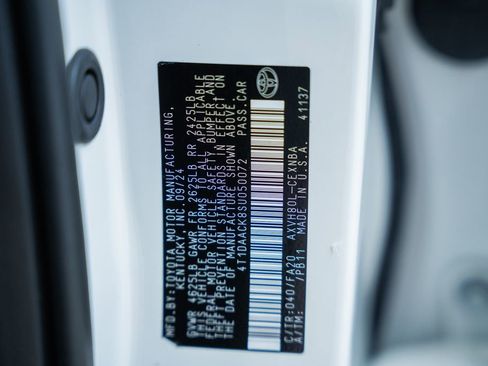 MFD.BY:TOYOTA MOTOR MANUFACTURING,
KENTUCKY, INC. 09/24
GVWR 4625LB GAWR FR 2625LB RR 2425LB
THIS VEHICLE CONFORMS TO ALL APPLICABLE
FEDERAL MOTOR VEHICLE SAFETY, BUMPER, AND
THEFT PREVENTION STANDARDS IN EFFECT ON
THE DATE OF MANUFACTURE SHOWN ABOVE.
4T1DAACK8SU050072 PASS.CAR
C/TR: 040/FA20 AXVH80L-CEXNBA
A/TM: /PB11 MADE IN U.S.A. 41137